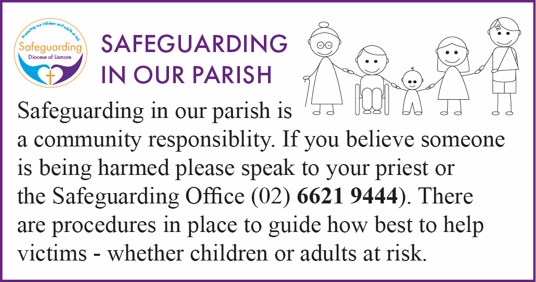 Safeguarding
Diocese of Lismore
SAFEGUARDING
IN OUR PARISH
Safeguarding in our parish is
a community responsiblity. If you believe someone
is being harmed please speak to your priest or
the Safeguarding Office (02) 6621 9444). There
are procedures in place to guide how best to help
victims - whether children or adults at risk.